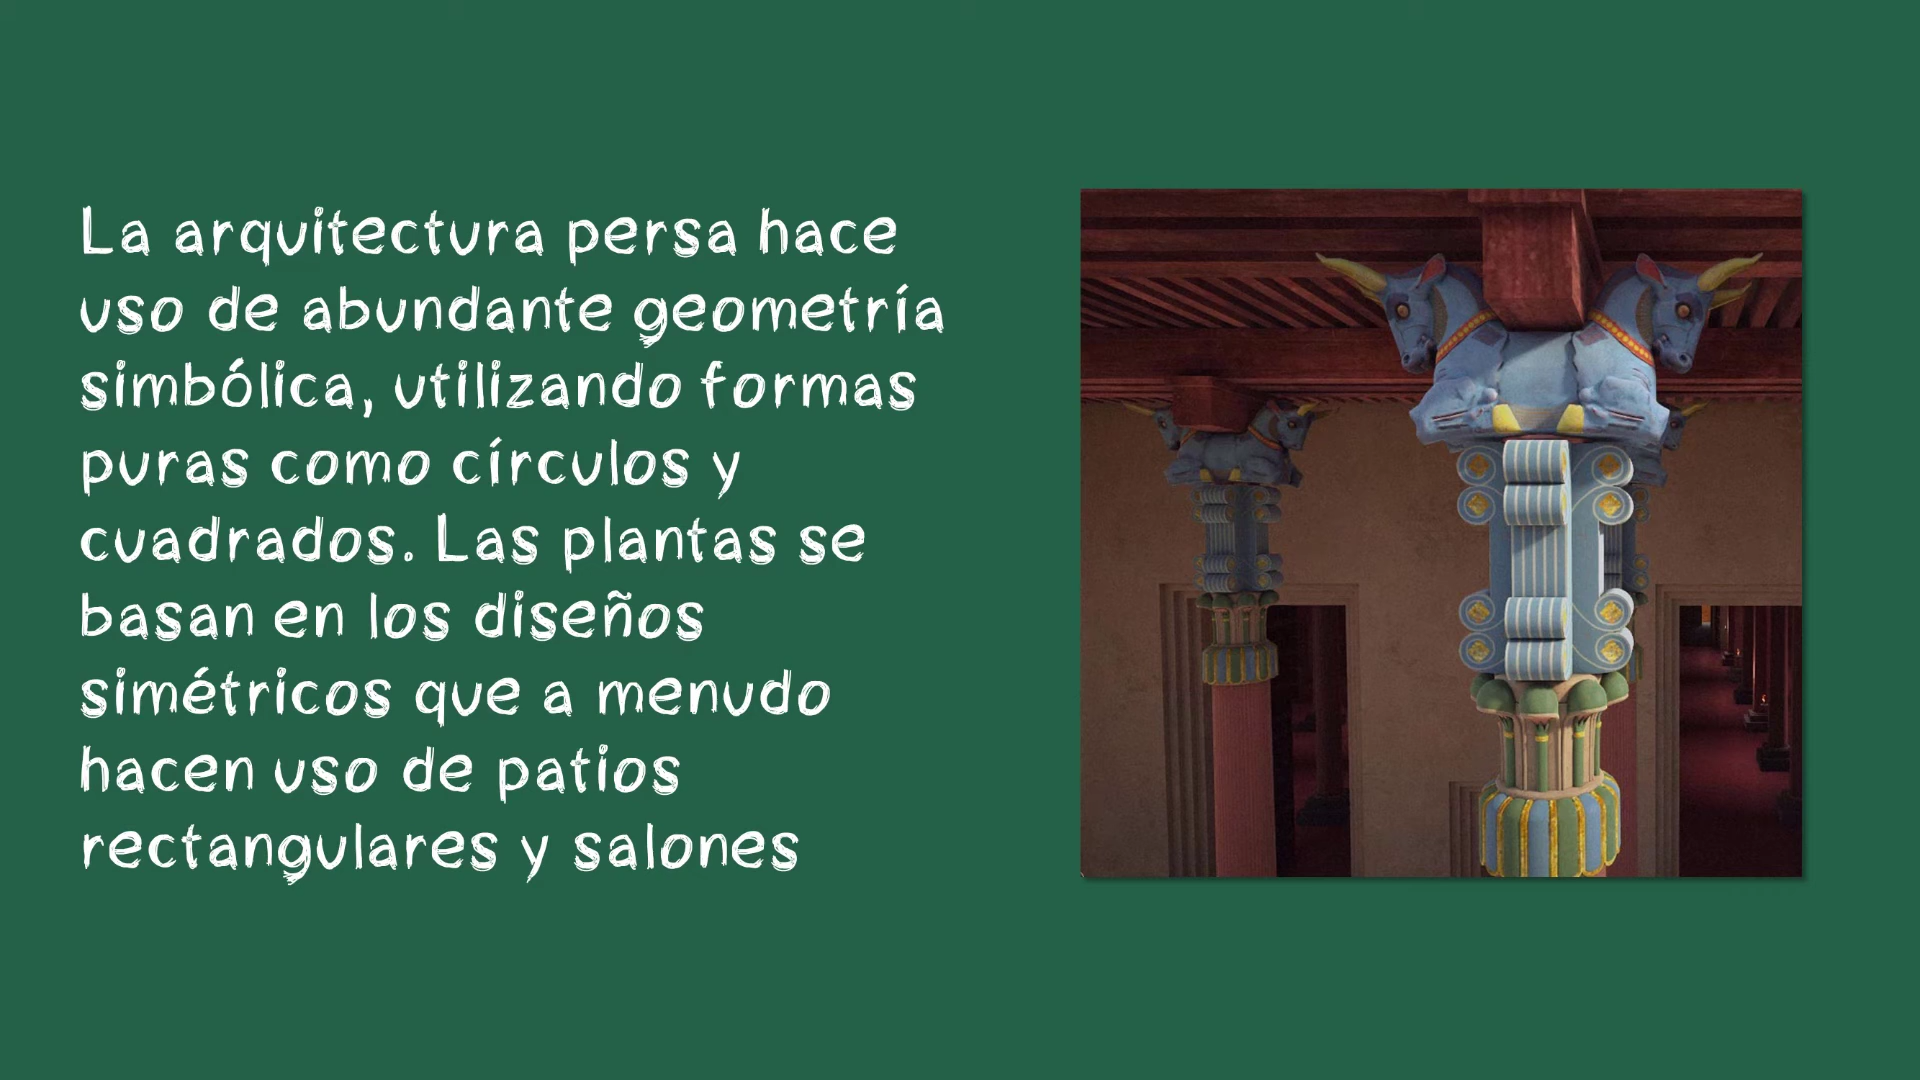 La arquitectura persa hace
uso de abundante geometría
simbólica, utilizando formas
puras como círculos y
cuadrados. Las plantas se
basan en los diseños
simétricos que a menudo
hacen uso de patios
rectangulares y salones